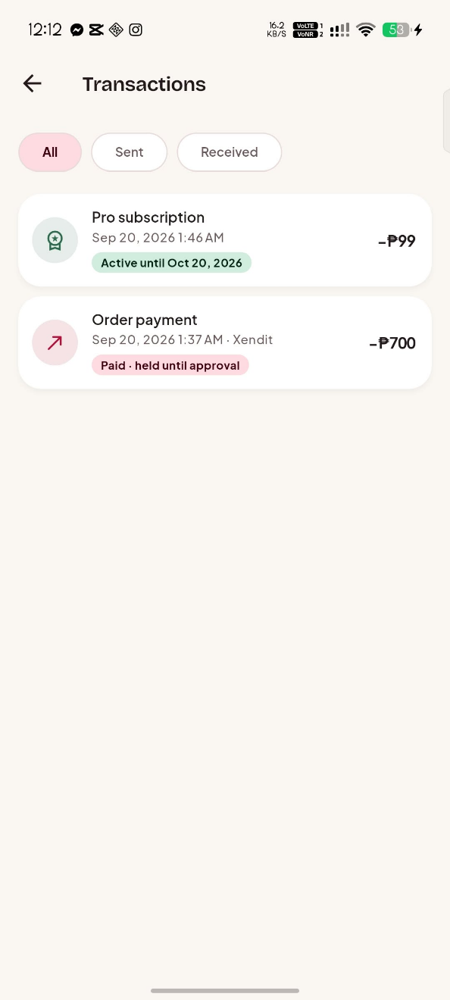 12:12
16.2 KB/S VoLTE 1 VoNR 2 53
Transactions
All Sent Received
Pro subscription
Sep 20, 2026 1:46 AM
-₱99
Active until Oct 20, 2026
Order payment
Sep 20, 2026 1:37 AM · Xendit
-₱700
Paid · held until approval